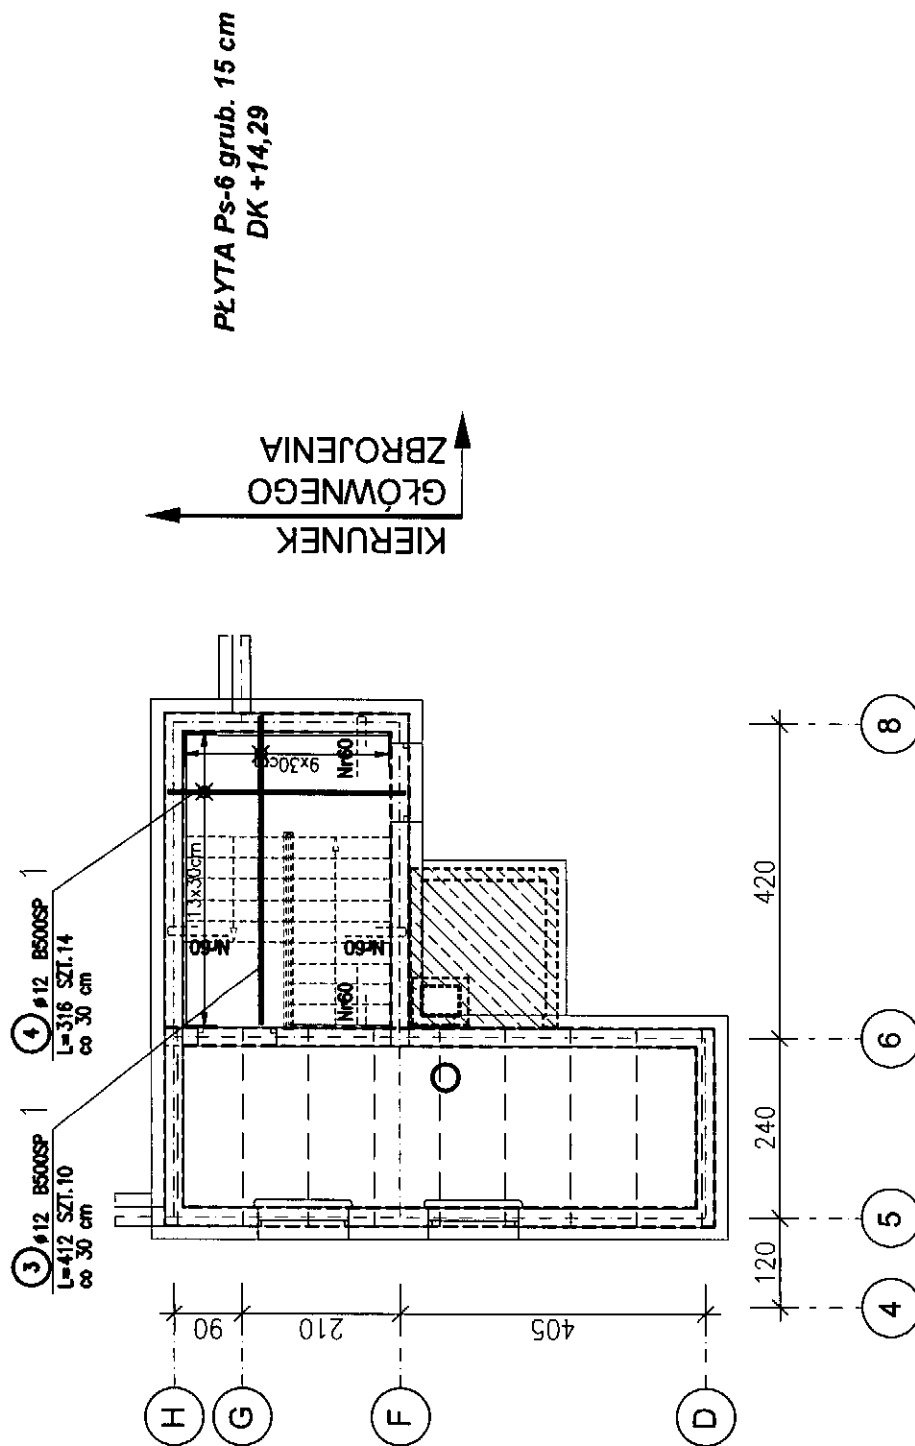 PŁYTA Ps-6 grub. 15 cm
DK +14,29
KIERUNEK
GŁÓWNEGO
ZBROJENIA
4 ø12 B500SP 1
L=316 SZT.14
co 30 cm
3 ø12 B500SP 1
L=412 SZT.10
co 30 cm
13x30cm
9x30cm
Nr60
Nr60
Nr60
Nr60
H
G
F
D
90
210
405
4
5
6
8
120
240
420